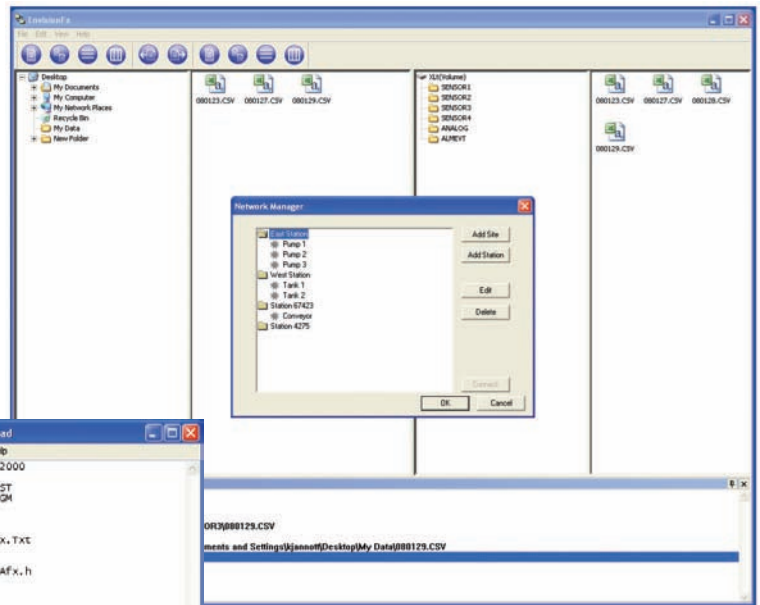 EnvisionFx
File Edit View Help
Desktop
My Documents
My Computer
My Network Places
Recycle Bin
My Data
New Folder
080123.CSV 080127.CSV 080129.CSV
SENSOR1
SENSOR2
SENSOR3
SENSOR4
ANALOG
ALMEVT
080123.CSV 080127.CSV 080128.CSV
080129.CSV
Network Manager
East Station
Pump 1
Pump 2
Pump 3
West Station
Tank 1
Tank 2
Station 67423
Conveyor
Station 4275
Add Site
Add Station
Edit
Delete
Connect
OK Cancel
ad
lp
2000
ST
GM
x.Txt
Afx.h
OR3\080129.CSV
ments and Settings\kjannott\Desktop\My Data\080129.CSV